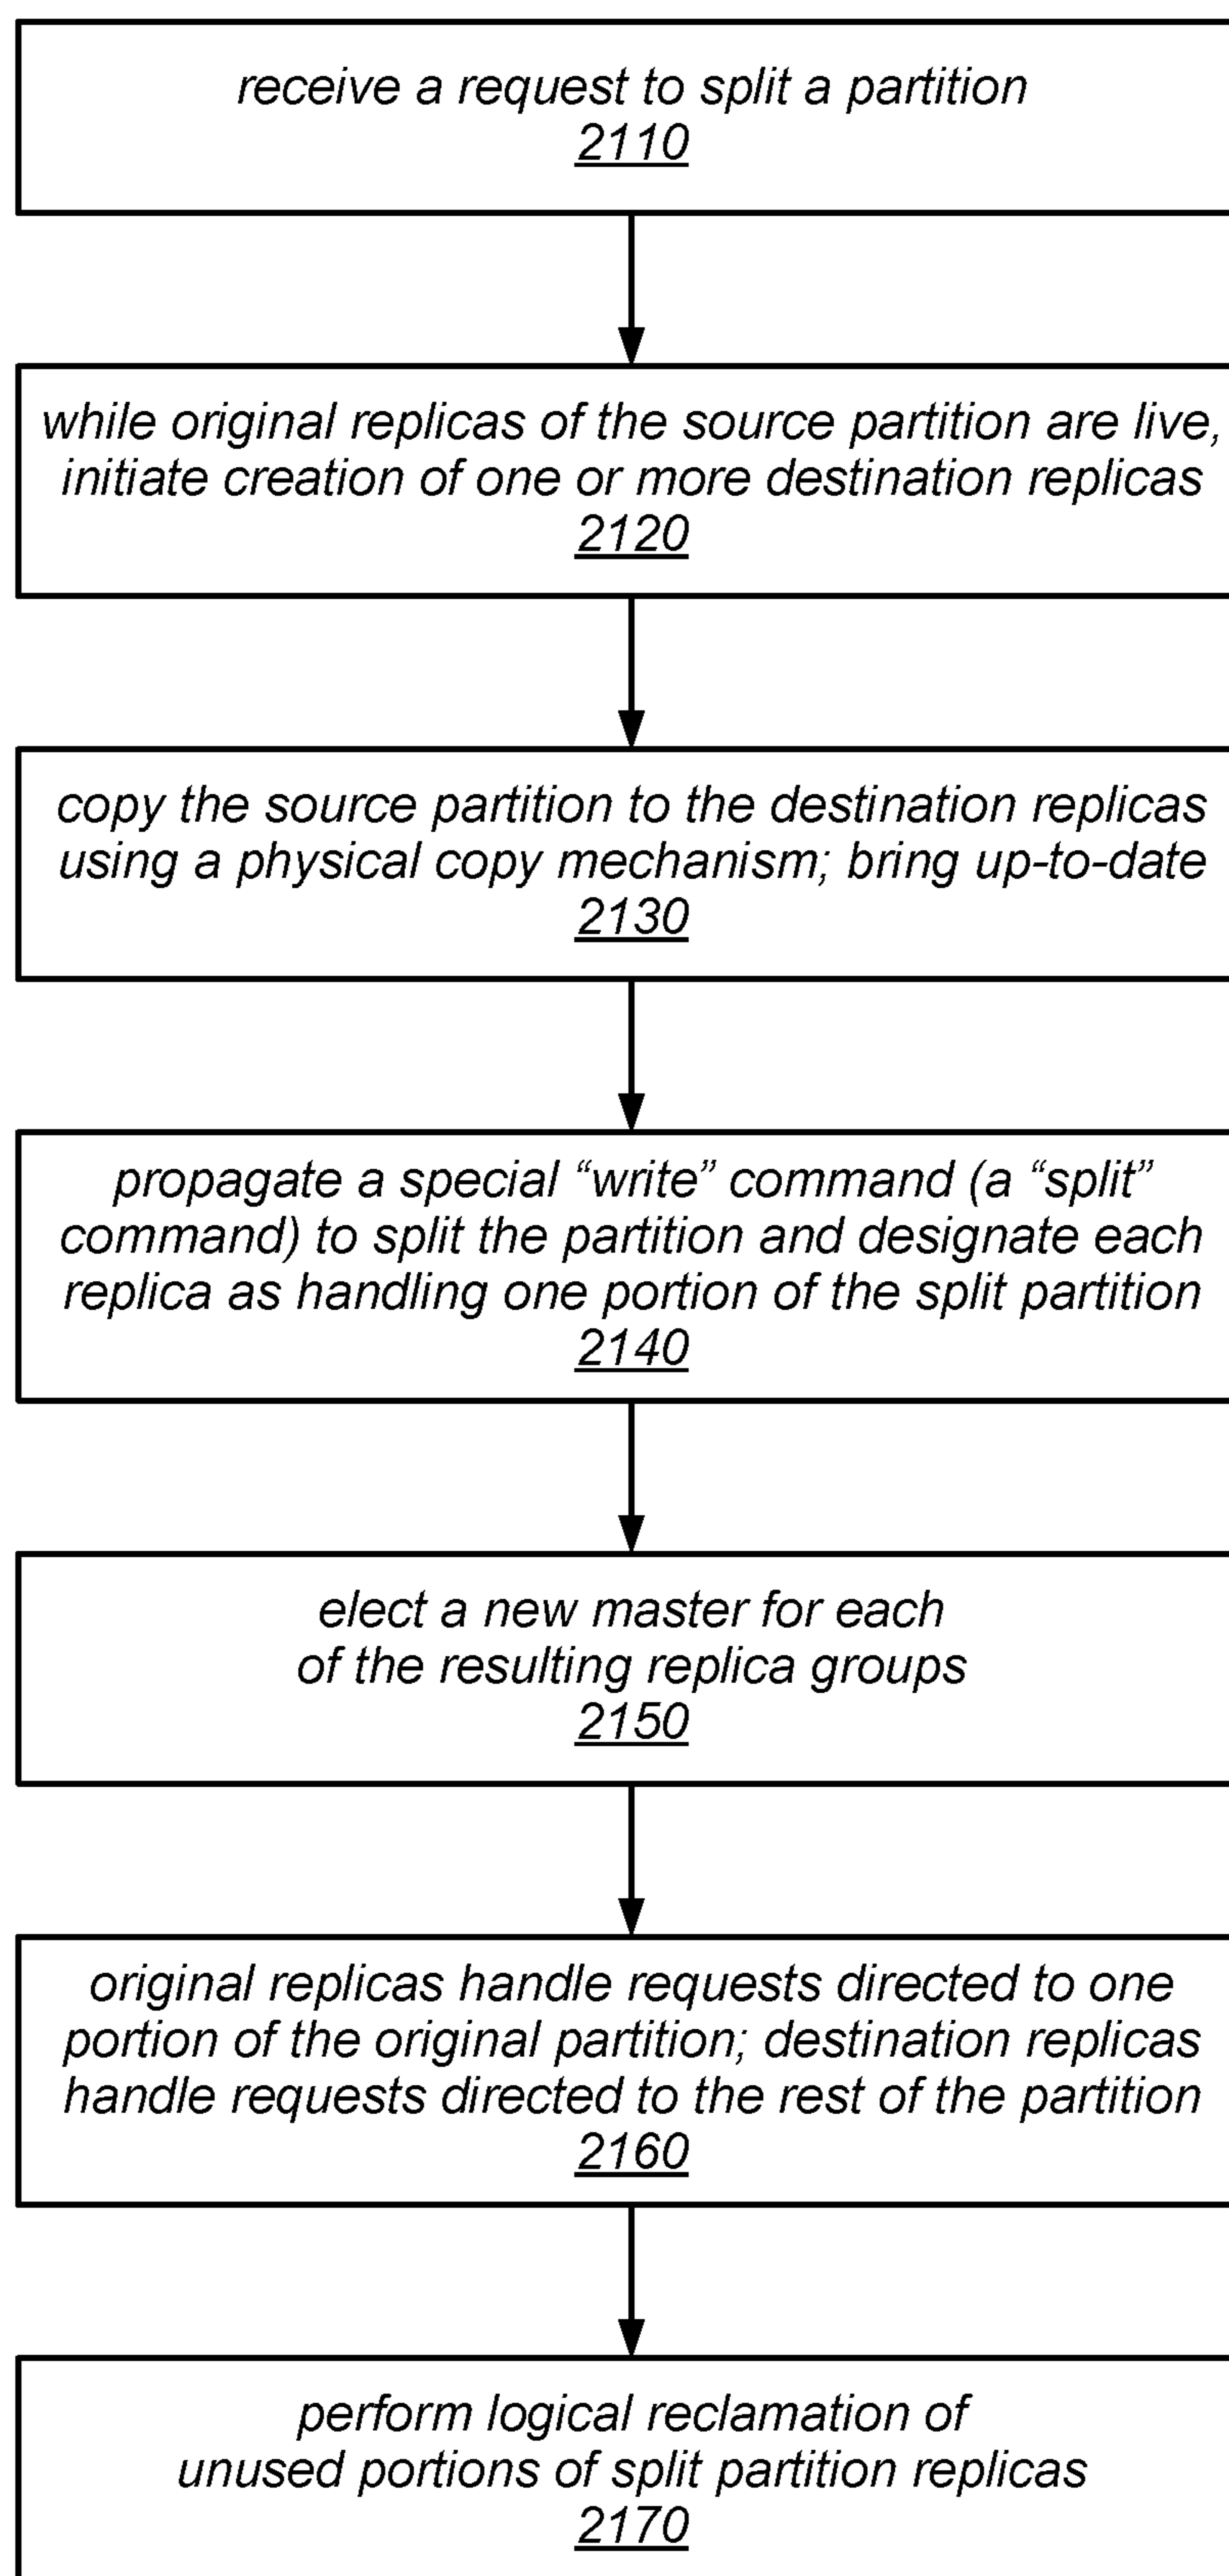 receive a request to split a partition
2110
while original replicas of the source partition are live,
initiate creation of one or more destination replicas
2120
copy the source partition to the destination replicas
using a physical copy mechanism; bring up-to-date
2130
propagate a special “write” command (a “split”
command) to split the partition and designate each
replica as handling one portion of the split partition
2140
elect a new master for each
of the resulting replica groups
2150
original replicas handle requests directed to one
portion of the original partition; destination replicas
handle requests directed to the rest of the partition
2160
perform logical reclamation of
unused portions of split partition replicas
2170